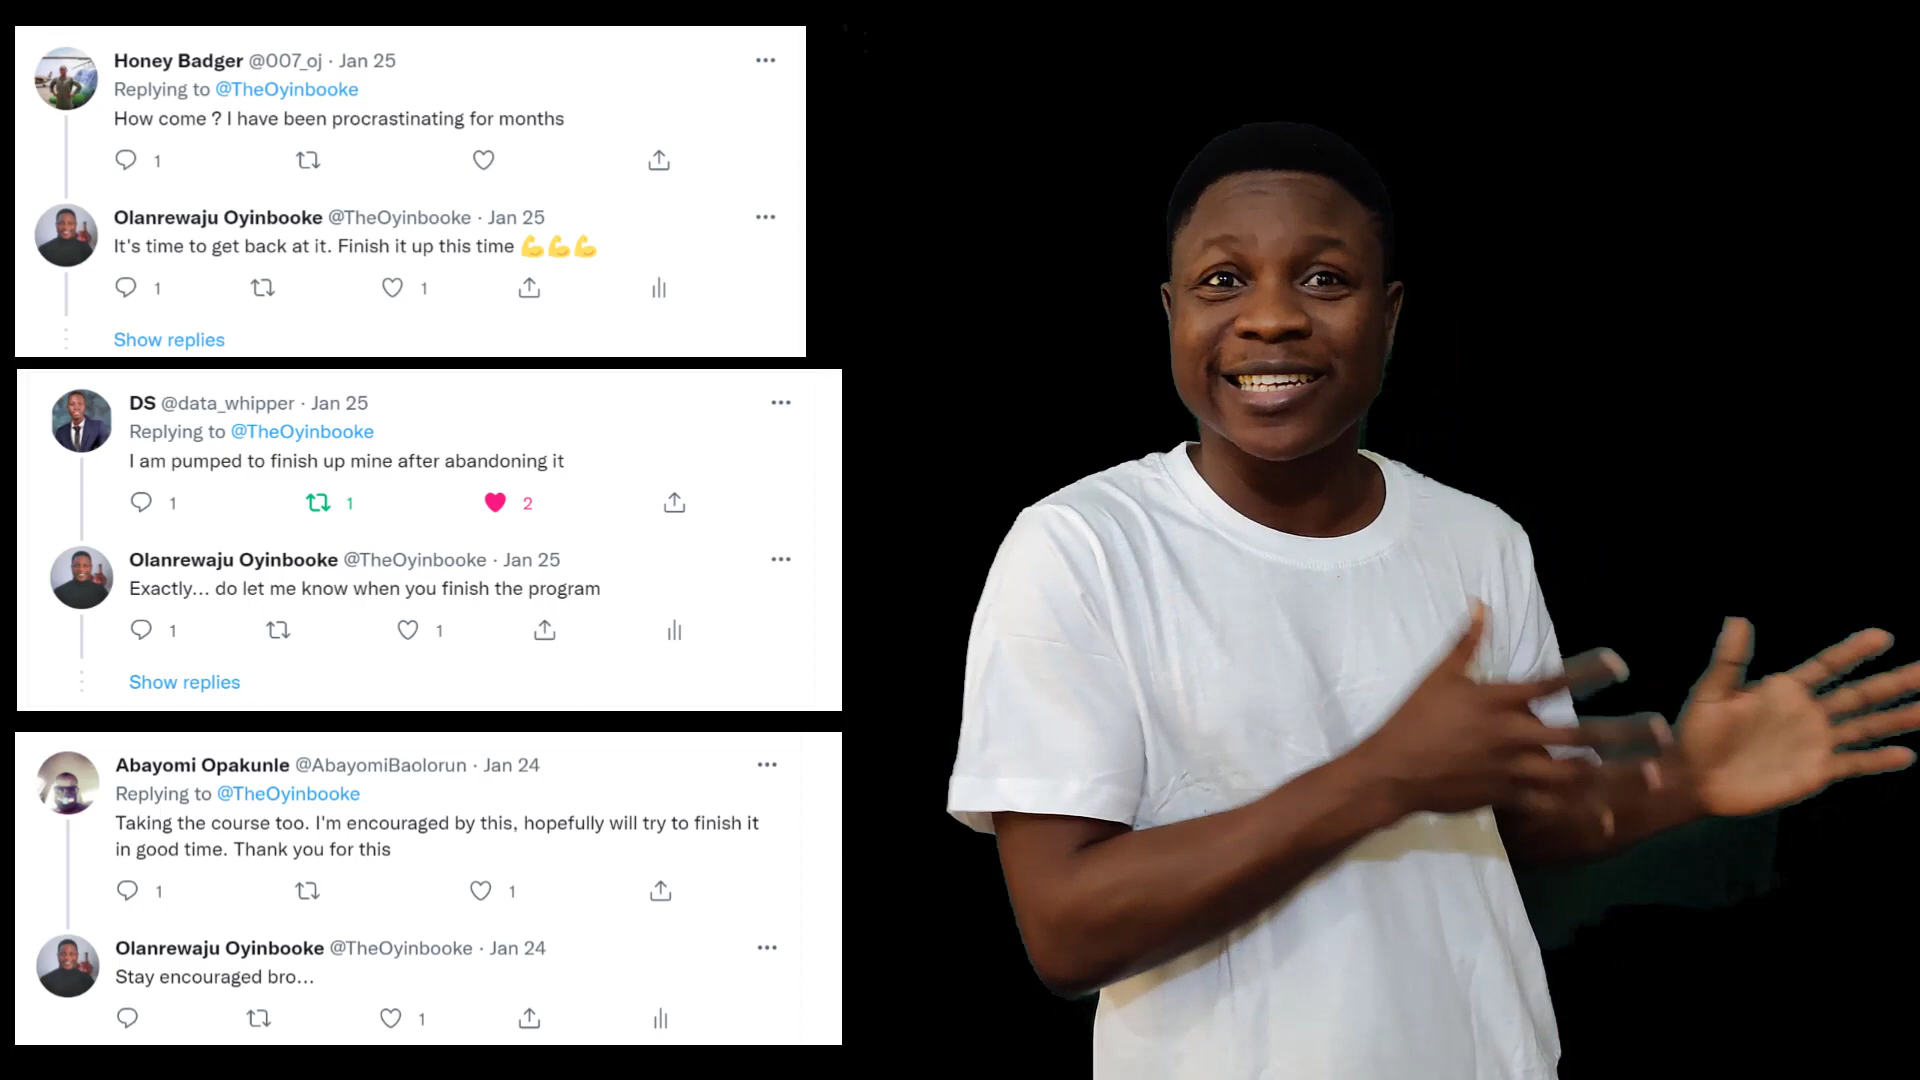 Honey Badger @007_oj · Jan 25
Replying to @TheOyinbooke
How come ? I have been procrastinating for months
1
Olanrewaju Oyinbooke @TheOyinbooke · Jan 25
It's time to get back at it. Finish it up this time 💪💪💪
1 1
Show replies
DS @data_whipper · Jan 25
Replying to @TheOyinbooke
I am pumped to finish up mine after abandoning it
1 1 2
Olanrewaju Oyinbooke @TheOyinbooke · Jan 25
Exactly... do let me know when you finish the program
1 1
Show replies
Abayomi Opakunle @AbayomiBaolorun · Jan 24
Replying to @TheOyinbooke
Taking the course too. I'm encouraged by this, hopefully will try to finish it
in good time. Thank you for this
1 1
Olanrewaju Oyinbooke @TheOyinbooke · Jan 24
Stay encouraged bro...
1